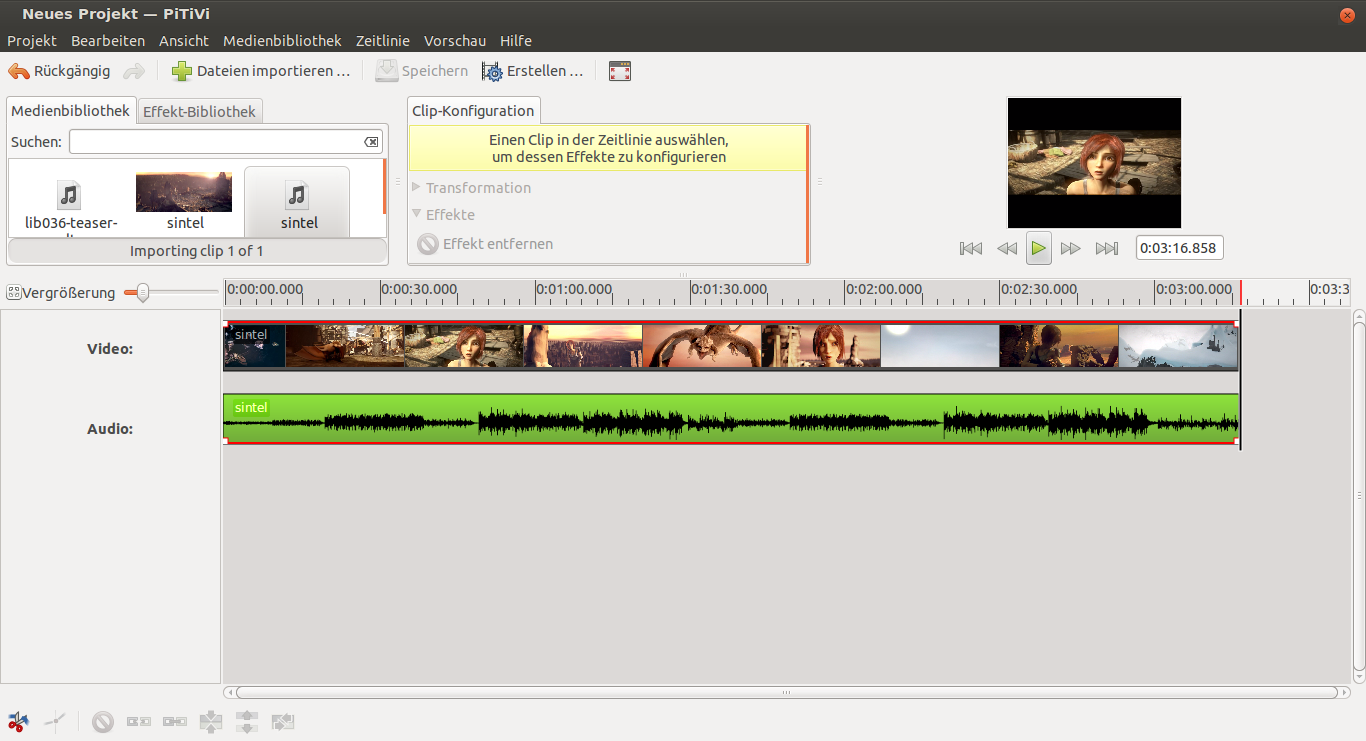 Neues Projekt — PiTiVi
Projekt Bearbeiten Ansicht Medienbibliothek Zeitlinie Vorschau Hilfe
Rückgängig Dateien importieren ... Speichern Erstellen ...
Medienbibliothek Effekt-Bibliothek
Suchen:
lib036-teaser- sintel sintel
Importing clip 1 of 1
Clip-Konfiguration
Einen Clip in der Zeitlinie auswählen,
um dessen Effekte zu konfigurieren
Transformation
Effekte
Effekt entfernen
0:03:16.858
Vergrößerung
0:00:00.000 0:00:30.000 0:01:00.000 0:01:30.000 0:02:00.000 0:02:30.000 0:03:00.000 0:03:3
Video:
sintel
Audio:
sintel